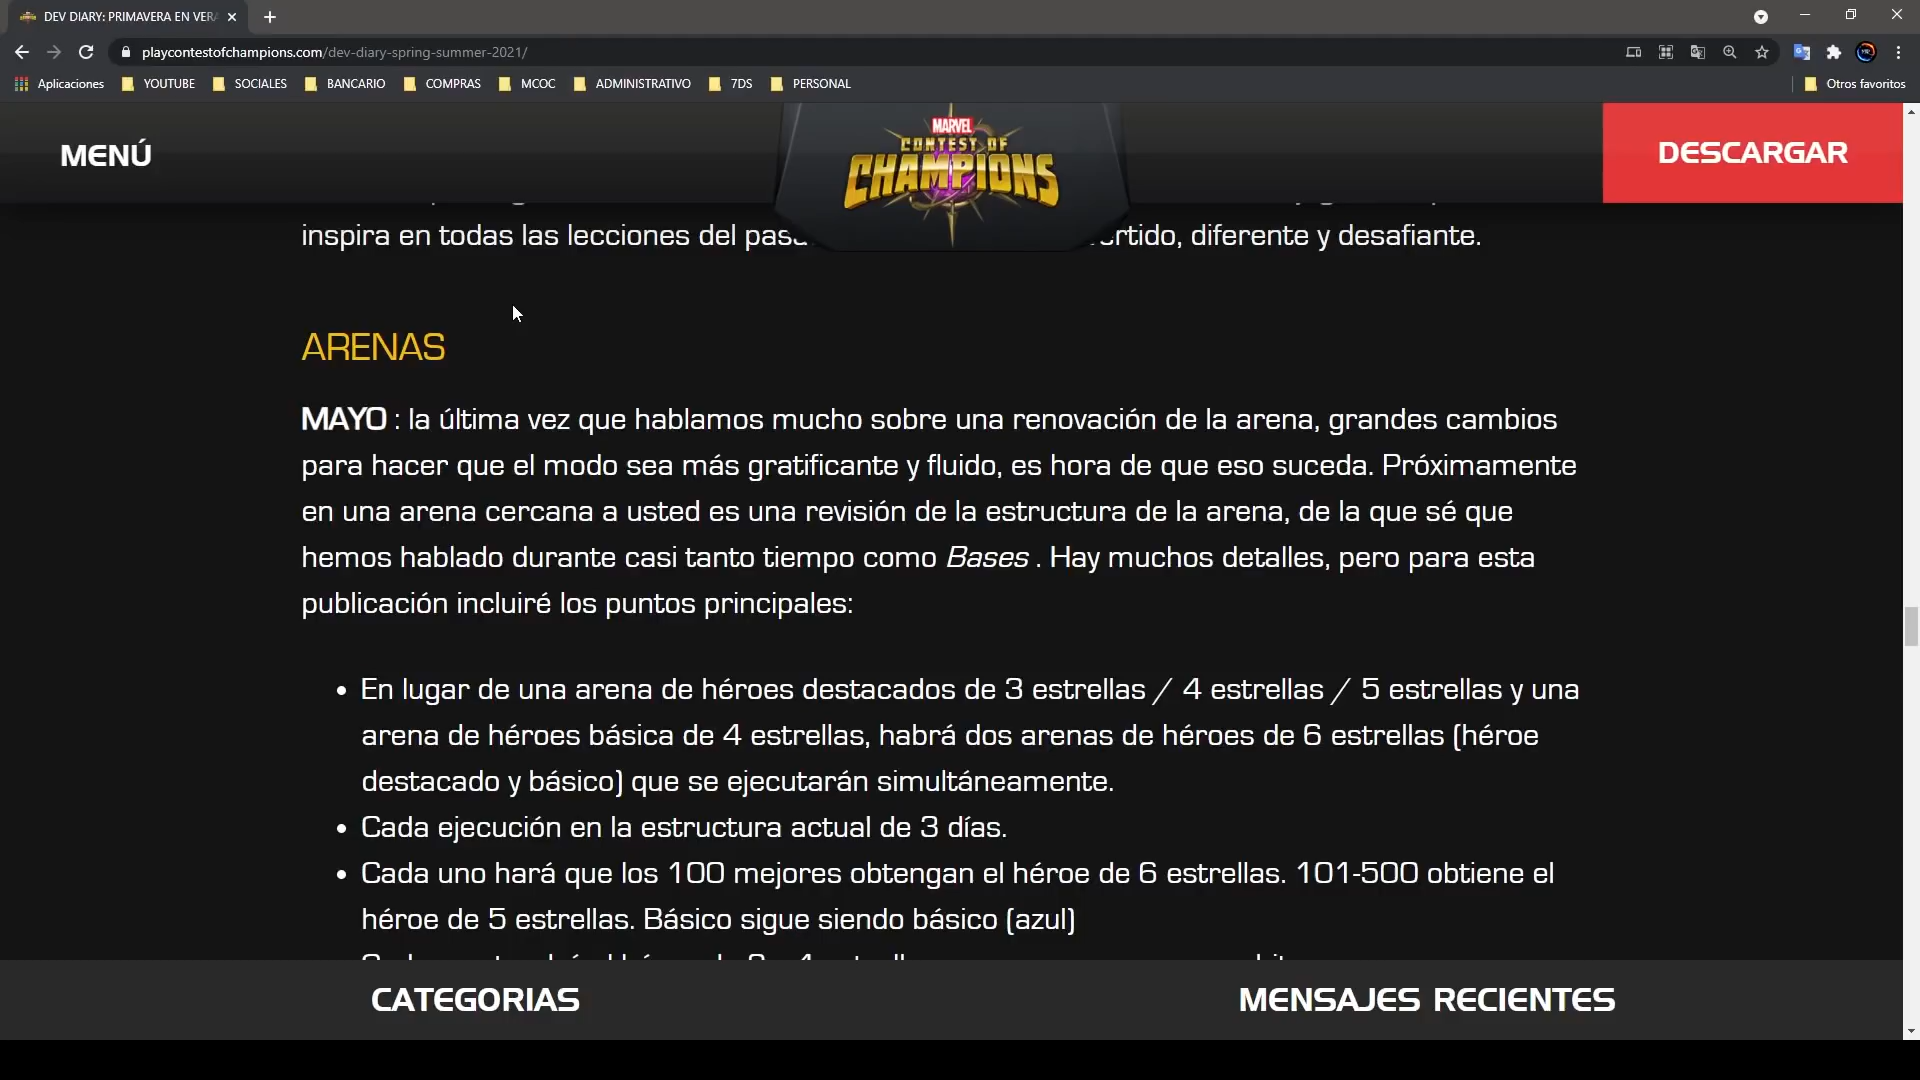 DEV DIARY: PRIMAVERA EN VER
playcontestofchampions.com/dev-diary-spring-summer-2021/
Aplicaciones YOUTUBE SOCIALES BANCARIO COMPRAS MCOC ADMINISTRATIVO 7DS PERSONAL Otros favoritos
MENÚ
MARVEL
CONTEST OF
CHAMPIONS
DESCARGAR
inspira en todas las lecciones del pasa rtido, diferente y desafiante.
ARENAS
MAYO : la última vez que hablamos mucho sobre una renovación de la arena, grandes cambios
para hacer que el modo sea más gratificante y fluido, es hora de que eso suceda. Próximamente
en una arena cercana a usted es una revisión de la estructura de la arena, de la que sé que
hemos hablado durante casi tanto tiempo como Bases . Hay muchos detalles, pero para esta
publicación incluiré los puntos principales:
• En lugar de una arena de héroes destacados de 3 estrellas / 4 estrellas / 5 estrellas y una
arena de héroes básica de 4 estrellas, habrá dos arenas de héroes de 6 estrellas (héroe
destacado y básico) que se ejecutarán simultáneamente.
• Cada ejecución en la estructura actual de 3 días.
• Cada uno hará que los 100 mejores obtengan el héroe de 6 estrellas. 101-500 obtiene el
héroe de 5 estrellas. Básico sigue siendo básico (azul)
CATEGORIAS
MENSAJES RECIENTES